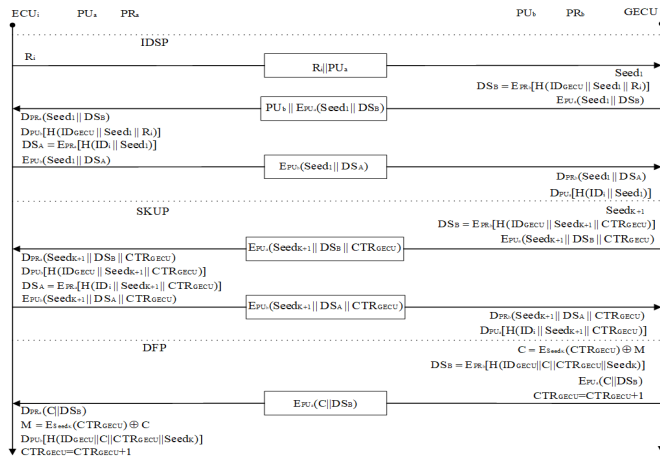 ECUi PUa PRa PUb PRb GECU
IDSP
Ri
Ri||PUa
Seed1
DSB = EPRb[H(IDGECU || Seed1 || Ri)]
EPUa(Seed1 || DSB)
PUb || EPUa(Seed1 || DSB)
DPRa(Seed1 || DSB)
DPUb[H(IDGECU || Seed1 || Ri)]
DSA = EPRa[H(IDi || Seed1)]
EPUb(Seed1 || DSA)
EPUb(Seed1 || DSA)
DPRb(Seed1 || DSA)
DPUa[H(IDi || Seed1)]
SKUP
SeedK+1
DSB = EPRb[H(IDGECU || SeedK+1 || CTRGECU)]
EPUa(SeedK+1 || DSB || CTRGECU)
EPUa(SeedK+1 || DSB || CTRGECU)
DPRa(SeedK+1 || DSB || CTRGECU)
DPUb[H(IDGECU || SeedK+1 || CTRGECU)]
DSA = EPRa[H(IDi || SeedK+1 || CTRGECU)]
EPUb(SeedK+1 || DSA || CTRGECU)
EPUb(SeedK+1 || DSA || CTRGECU)
DPRb(SeedK+1 || DSA || CTRGECU)
DPUa[H(IDi || SeedK+1 || CTRGECU)]
DFP
C = ESeedk(CTRGECU) ⊕ M
DSB = EPRb[H(IDGECU||C||CTRGECU||SeedK)]
EPUa(C||DSB)
CTRGECU=CTRGECU+1
EPUa(C||DSB)
DPRa(C||DSB)
M = ESeedk(CTRGECU) ⊕ C
DPUb[H(IDGECU||C||CTRGECU||SeedK)]
CTRGECU=CTRGECU+1